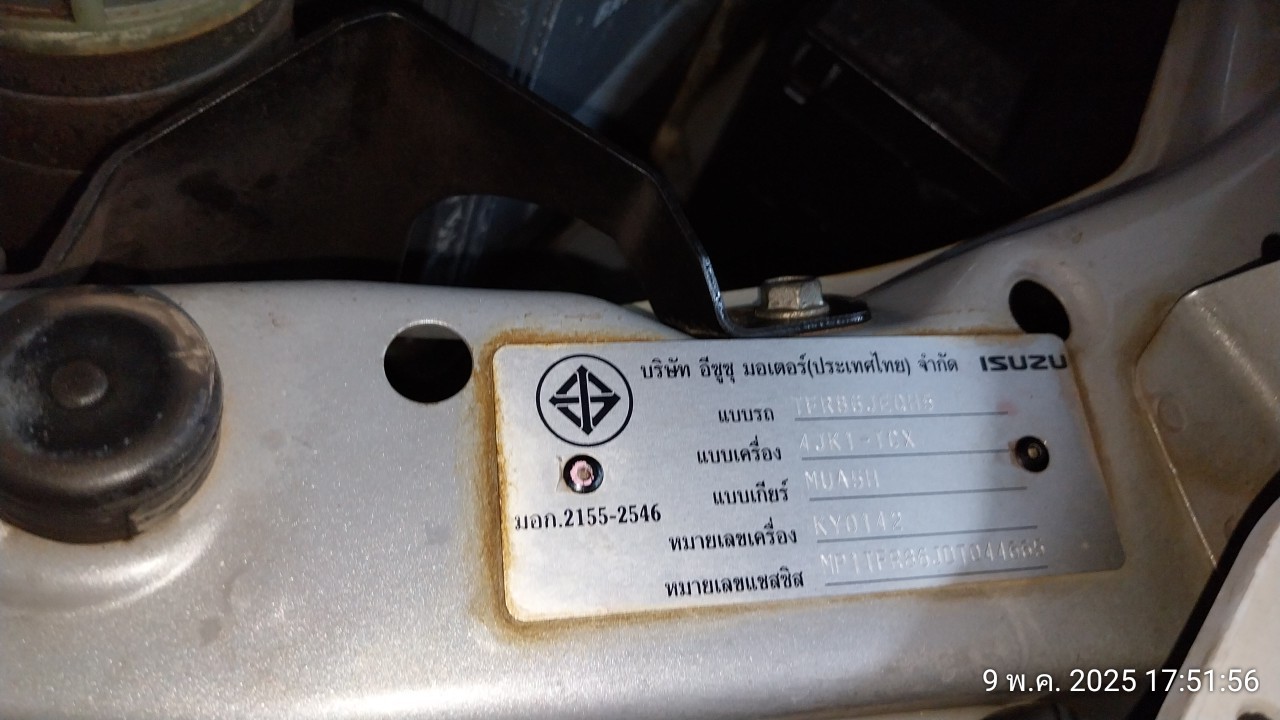 บริษัท อีซูซุ มอเตอร์(ประเทศไทย) จำกัด ISUZU
แบบรถ
แบบเครื่อง 4JK1-TCX
แบบเกียร์
มอก.2155-2546
หมายเลขเครื่อง KY0142
หมายเลขแชสซิส
9 พ.ค. 2025 17:51:56